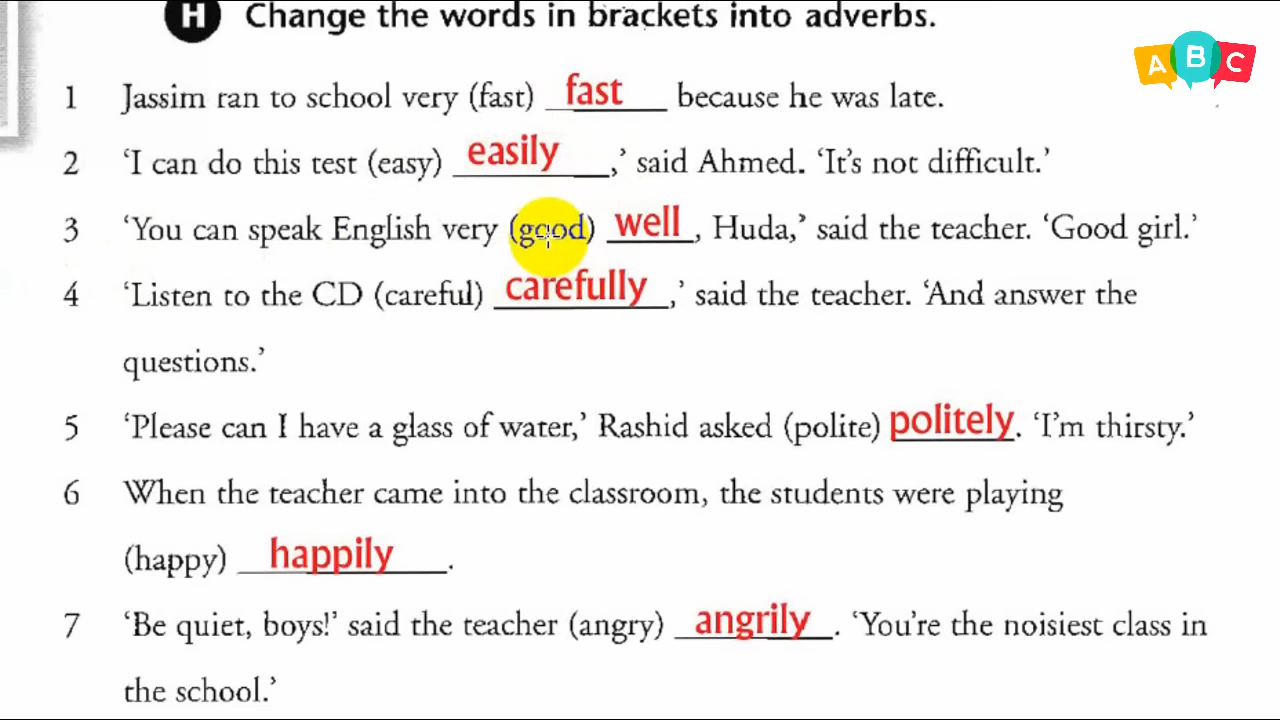 H Change the words in brackets into adverbs.
A B C
1 Jassim ran to school very (fast) fast because he was late.
2 ‘I can do this test (easy) easily,’ said Ahmed. ‘It’s not difficult.’
3 ‘You can speak English very (good) well, Huda,’ said the teacher. ‘Good girl.’
4 ‘Listen to the CD (careful) carefully,’ said the teacher. ‘And answer the
questions.’
5 ‘Please can I have a glass of water,’ Rashid asked (polite) politely. ‘I’m thirsty.’
6 When the teacher came into the classroom, the students were playing
(happy) happily.
7 ‘Be quiet, boys!’ said the teacher (angry) angrily. ‘You’re the noisiest class in
the school.’